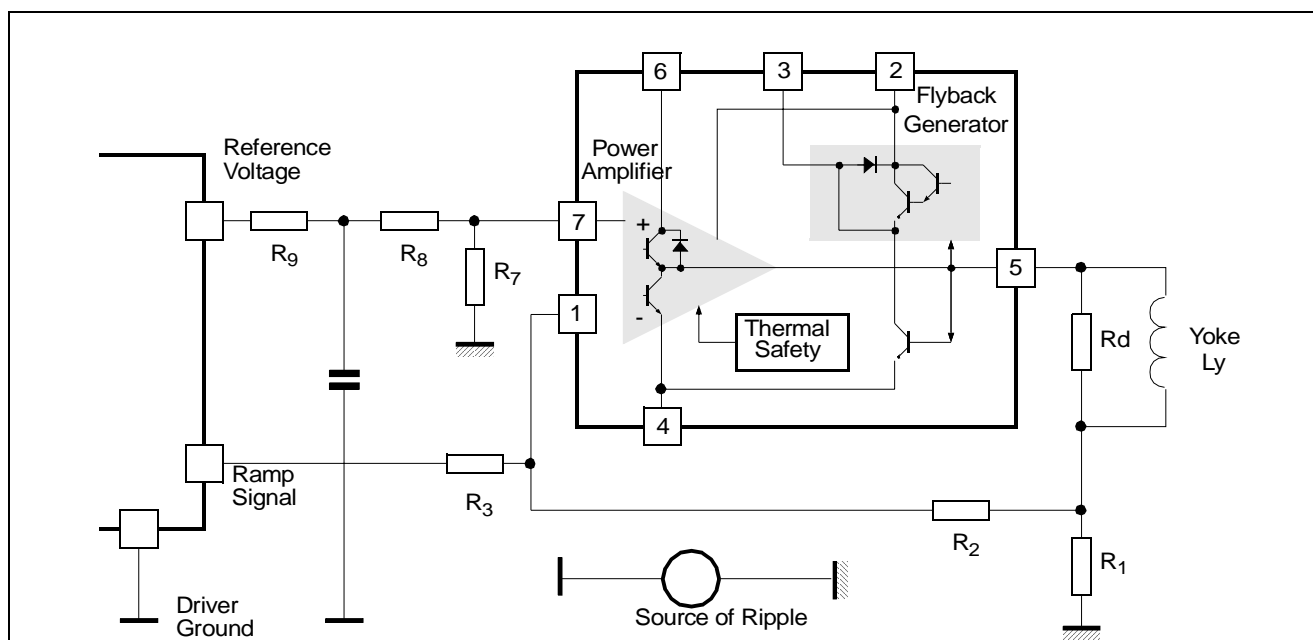 6
3
2
Flyback
Generator
Reference
Voltage
Power
Amplifier
R9
R8
R7
7
+
1
-
5
Thermal
Safety
Rd
Yoke
Ly
4
Ramp
Signal
R3
R2
R1
Driver
Ground
Source of Ripple